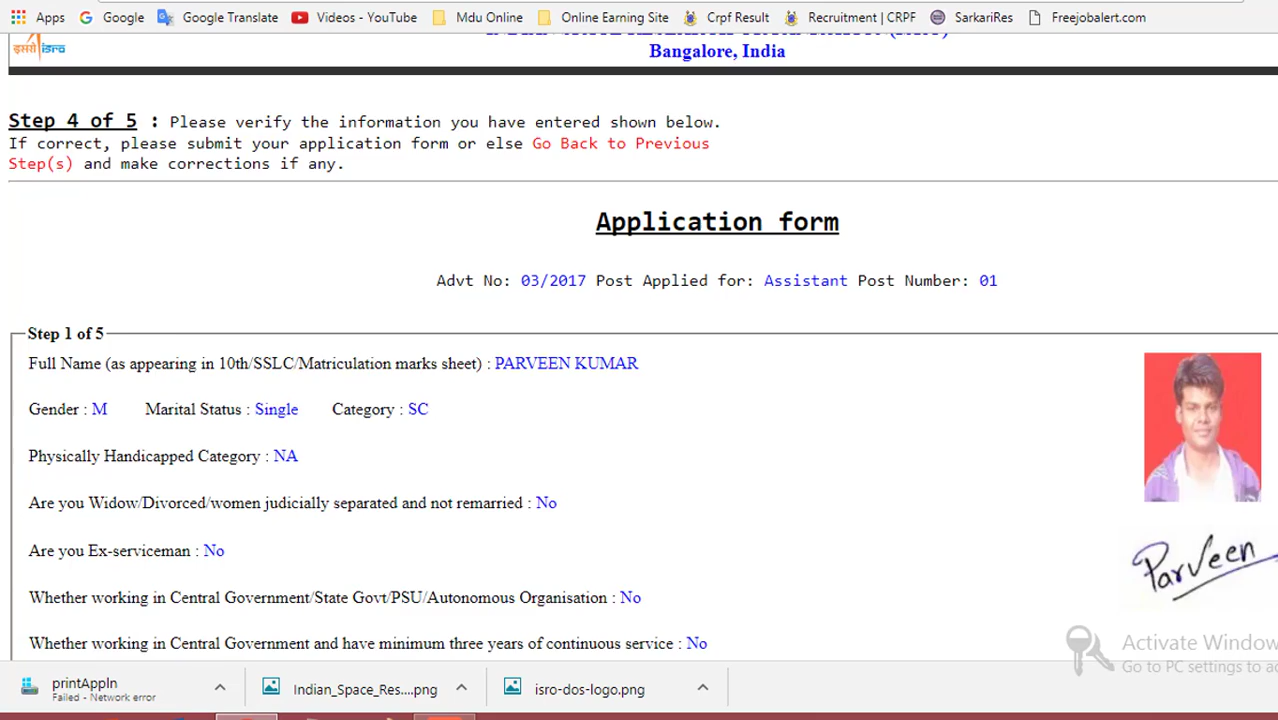 Apps Google Google Translate Videos - YouTube Mdu Online Online Earning Site Crpf Result Recruitment | CRPF SarkariRes Freejobalert.com
इसरो isro
Bangalore, India
Step 4 of 5 : Please verify the information you have entered shown below.
If correct, please submit your application form or else Go Back to Previous
Step(s) and make corrections if any.
Application form
Advt No: 03/2017 Post Applied for: Assistant Post Number: 01
Step 1 of 5
Full Name (as appearing in 10th/SSLC/Matriculation marks sheet) : PARVEEN KUMAR
Gender : M Marital Status : Single Category : SC
Physically Handicapped Category : NA
Are you Widow/Divorced/women judicially separated and not remarried : No
Are you Ex-serviceman : No
Parveen
Whether working in Central Government/State Govt/PSU/Autonomous Organisation : No
Whether working in Central Government and have minimum three years of continuous service : No
Activate Window
Go to PC settings to a
printAppln
Failed - Network error
Indian_Space_Res....png
isro-dos-logo.png